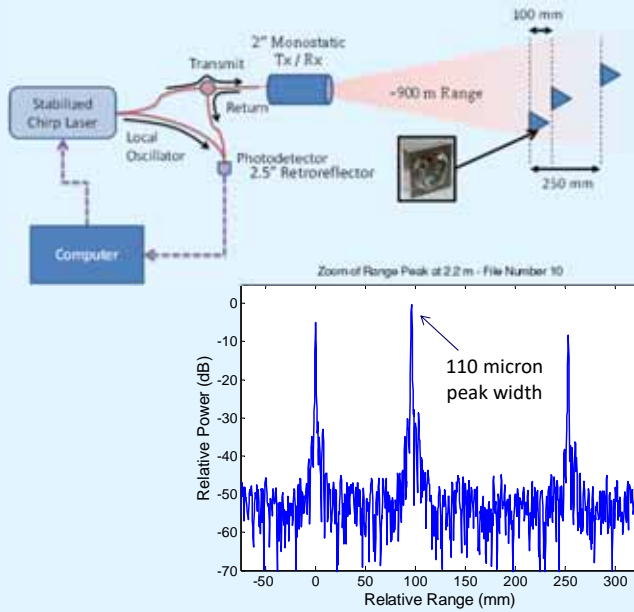 100 mm
2" Monostatic
Tx / Rx
Transmit
Stabilized
Chirp Laser
Return
~900 m Range
Local
Oscillator
Photodetector
2.5" Retroreflector
250 mm
Computer
Zoom of Range Peak at 2.2 m - File Number 10
0
-10
-20
-30
-40
-50
-60
-70
Relative Power (dB)
110 micron
peak width
-50 0 50 100 150 200 250 300
Relative Range (mm)